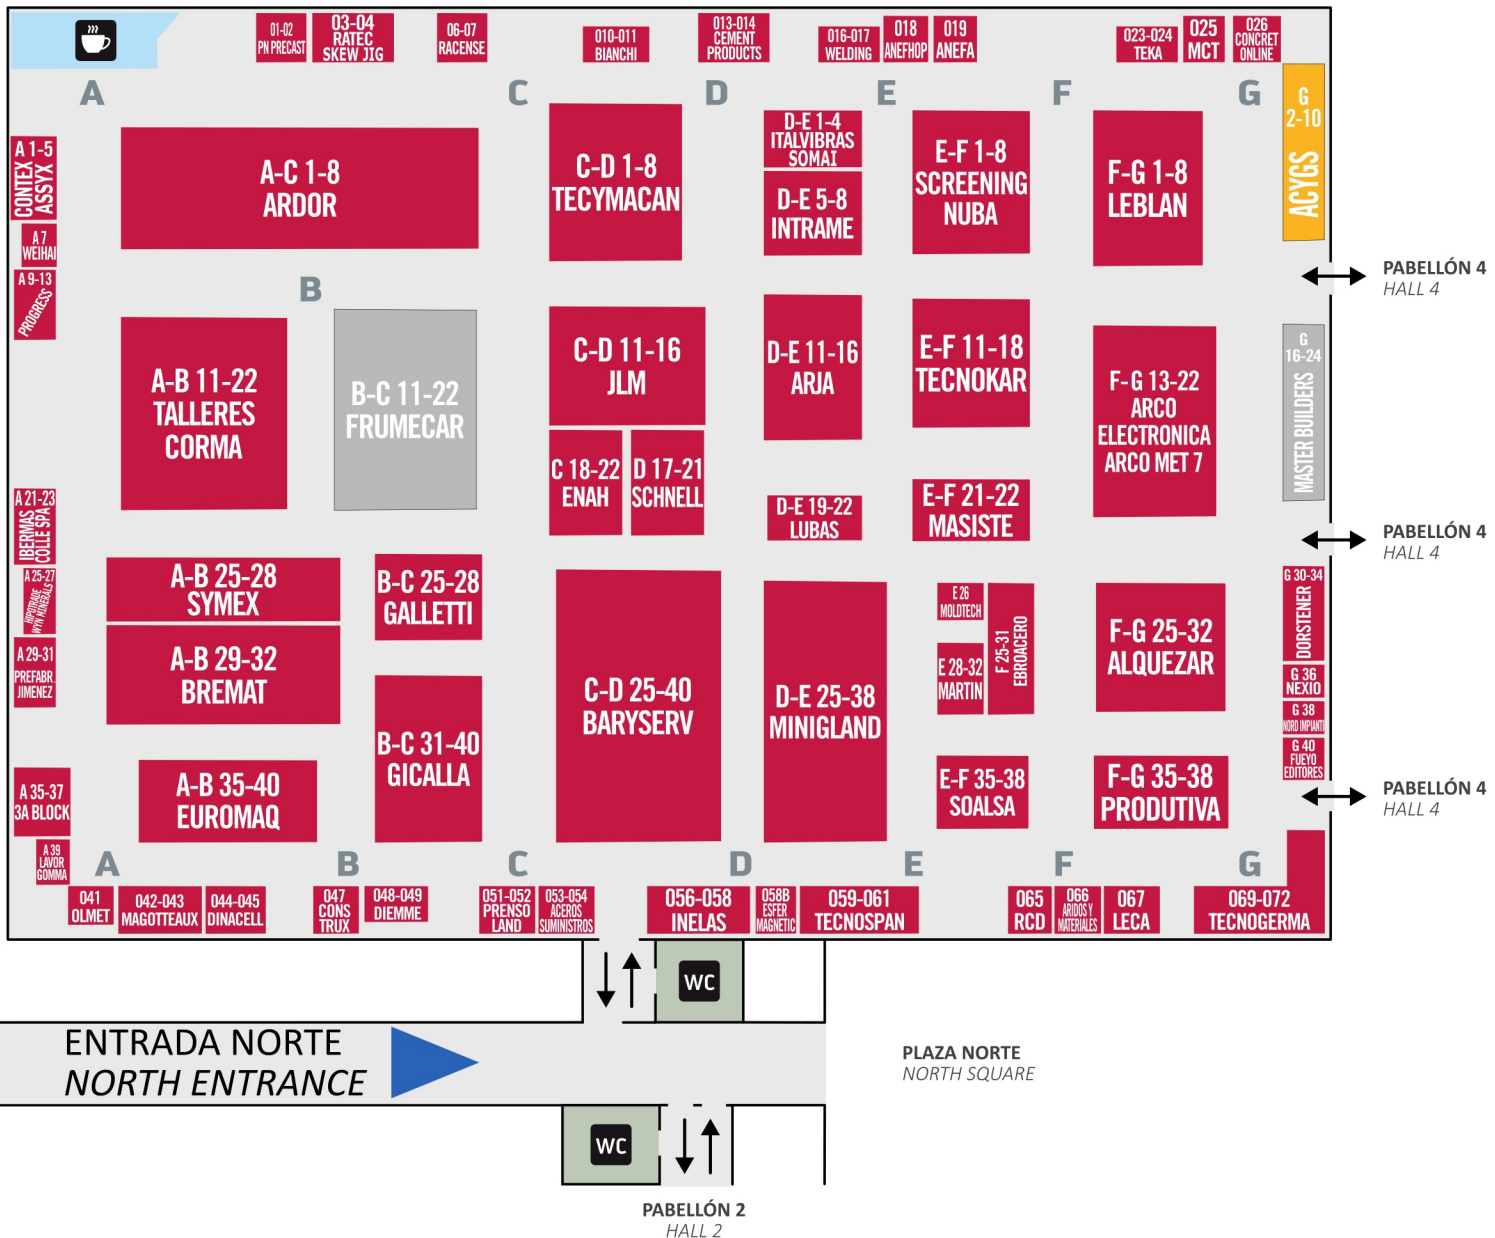 01-02
PN PRECAST
03-04
RATEC
SKEW JIG
06-07
RACENSE
010-011
BIANCHI
013-014
CEMENT
PRODUCTS
016-017
WELDING
018
ANEFHOP
019
ANEFA
023-024
TEKA
025
MCT
026
CONCRET
ONLINE
A
C
D
E
F
G
G
2-10
ACYGS
A 1-5
CONTEX
ASSYX
A 7
WEIHAI
A 9-13
PROGRESS
A-C 1-8
ARDOR
C-D 1-8
TECYMACAN
D-E 1-4
ITALVIBRAS
SOMAI
D-E 5-8
INTRAME
E-F 1-8
SCREENING
NUBA
F-G 1-8
LEBLAN
PABELLÓN 4
HALL 4
B
A-B 11-22
TALLERES
CORMA
B-C 11-22
FRUMECAR
C-D 11-16
JLM
C 18-22
ENAH
D 17-21
SCHNELL
D-E 11-16
ARJA
D-E 19-22
LUBAS
E-F 11-18
TECNOKAR
E-F 21-22
MASISTE
F-G 13-22
ARCO
ELECTRONICA
ARCO MET 7
G
16-24
MASTER BUILDERS
PABELLÓN 4
HALL 4
A 21-23
IBERMAS
COLLE SPA
A 25-27
HIPOTRADE
WYN MINERALS
A 29-31
PREFABR.
JIMENEZ
A-B 25-28
SYMEX
A-B 29-32
BREMAT
B-C 25-28
GALLETTI
B-C 31-40
GICALLA
C-D 25-40
BARYSERV
D-E 25-38
MINIGLAND
E 26
MOLDTECH
E 28-32
MARTIN
F 25-31
EBROACERO
F-G 25-32
ALQUEZAR
G 30-34
DORSTENER
G 36
NEXIO
G 38
NORD IMPIANTI
G 40
FUEYO
EDITORES
A 35-37
3A BLOCK
A 39
LAVOR
GOMMA
A-B 35-40
EUROMAQ
E-F 35-38
SOALSA
F-G 35-38
PRODUTIVA
PABELLÓN 4
HALL 4
A
B
C
D
E
F
G
041
OLMET
042-043
MAGOTTEAUX
044-045
DINACELL
047
CONS
TRUX
048-049
DIEMME
051-052
PRENSO
LAND
053-054
ACEROS
SUMINISTROS
056-058
INELAS
058B
ESFER
MAGNETIC
059-061
TECNOSPAN
065
RCD
066
ARIDOS Y
MATERIALES
067
LECA
069-072
TECNOGERMA
WC
ENTRADA NORTE
NORTH ENTRANCE
PLAZA NORTE
NORTH SQUARE
WC
PABELLÓN 2
HALL 2